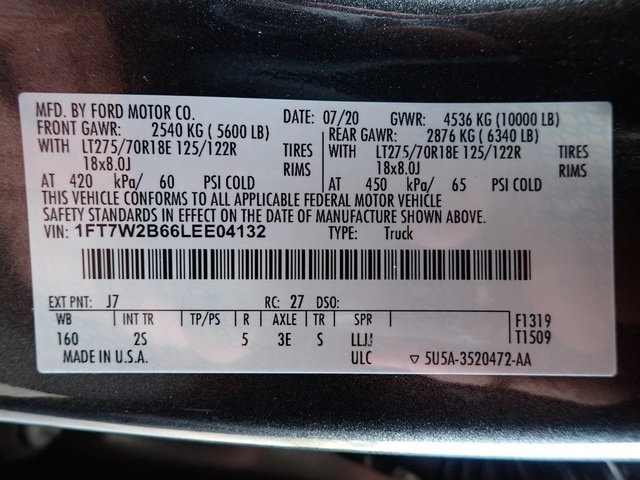 MFD. BY FORD MOTOR CO. DATE: 07/20 GVWR: 4536 KG (10000 LB)
FRONT GAWR: 2540 KG ( 5600 LB) REAR GAWR: 2876 KG ( 6340 LB)
WITH LT275/70R18E 125/122R TIRES WITH LT275/70R18E 125/122R TIRES
18x8.0J RIMS 18x8.0J RIMS
AT 420 kPa/ 60 PSI COLD AT 450 kPa/ 65 PSI COLD
THIS VEHICLE CONFORMS TO ALL APPLICABLE FEDERAL MOTOR VEHICLE
SAFETY STANDARDS IN EFFECT ON THE DATE OF MANUFACTURE SHOWN ABOVE.
VIN: 1FT7W2B66LEE04132 TYPE: Truck
EXT PNT: J7 RC: 27 DSO:
WB INT TR TP/PS R AXLE TR SPR F1319
160 2S 5 3E S LLJJ T1509
MADE IN U.S.A. ULC ▽ 5U5A-3520472-AA